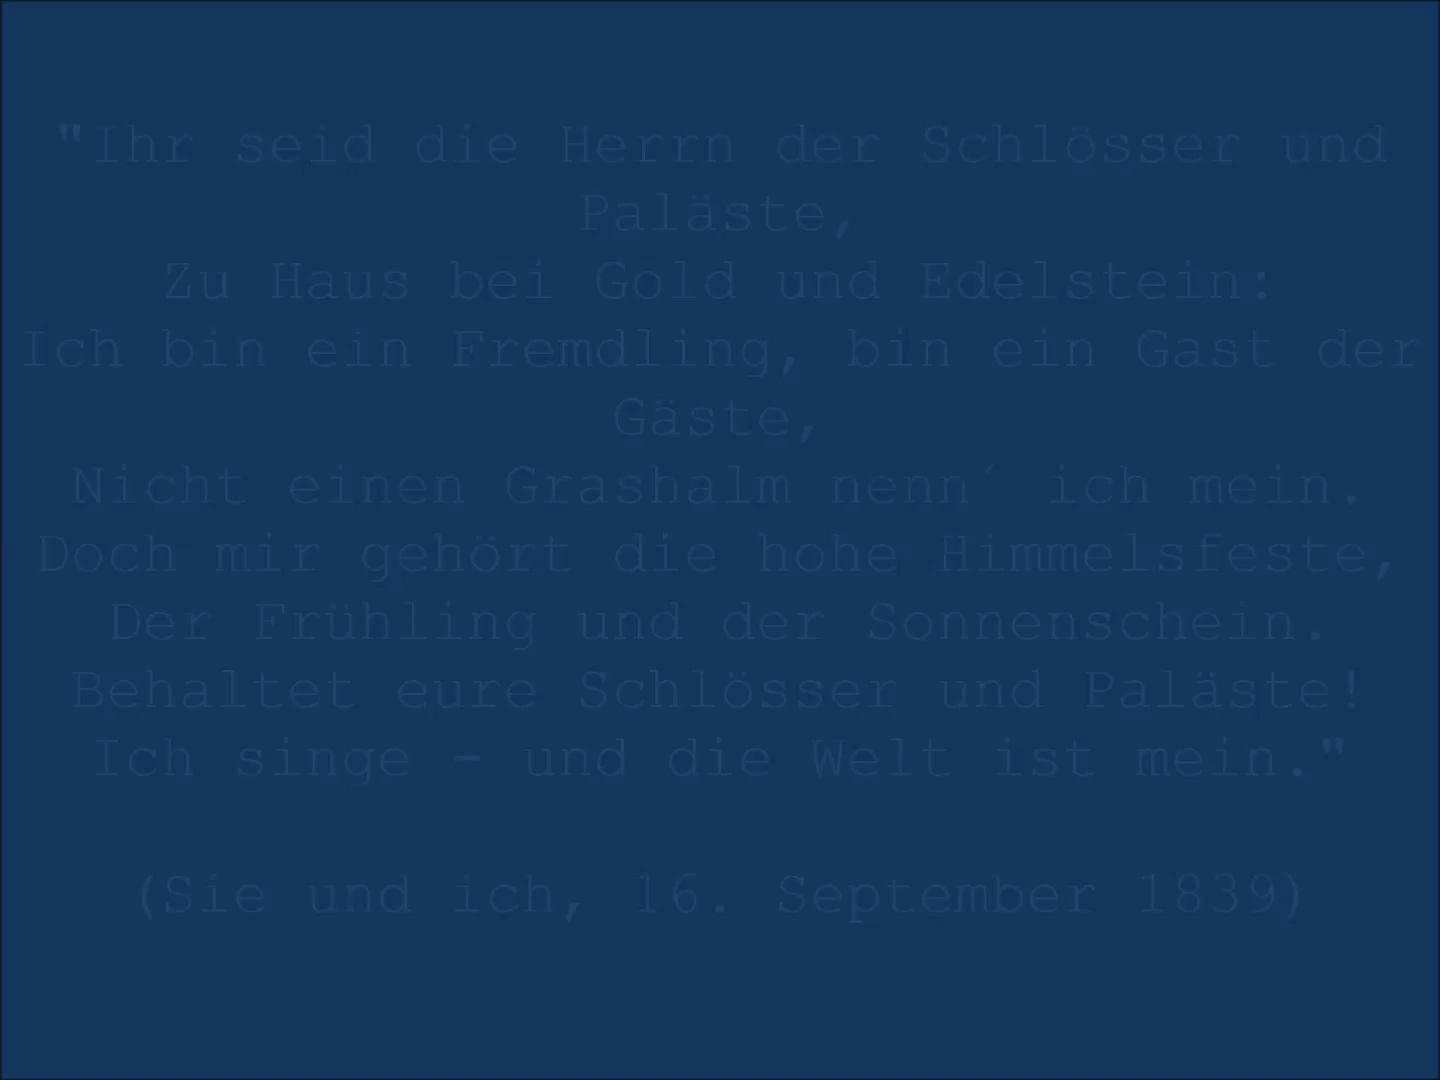 "Ihr seid die Herrn der Schlösser und
Paläste,
Zu Haus bei Gold und Edelstein:
Ich bin ein Fremdling, bin ein Gast der
Gäste,
Nicht einen Grashalm nenn´ ich mein.
Doch mir gehört die hohe Himmelsfeste,
Der Frühling und der Sonnenschein.
Behaltet eure Schlösser und Paläste!
Ich singe - und die Welt ist mein."
(Sie und ich, 16. September 1839)